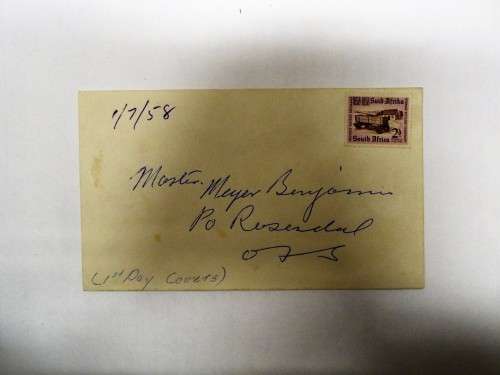 1/7/58
Suid Afrika
2d
South Africa
Master. Meyer Benjamin
Po Rosendal
OFS
(1st Day Covers)